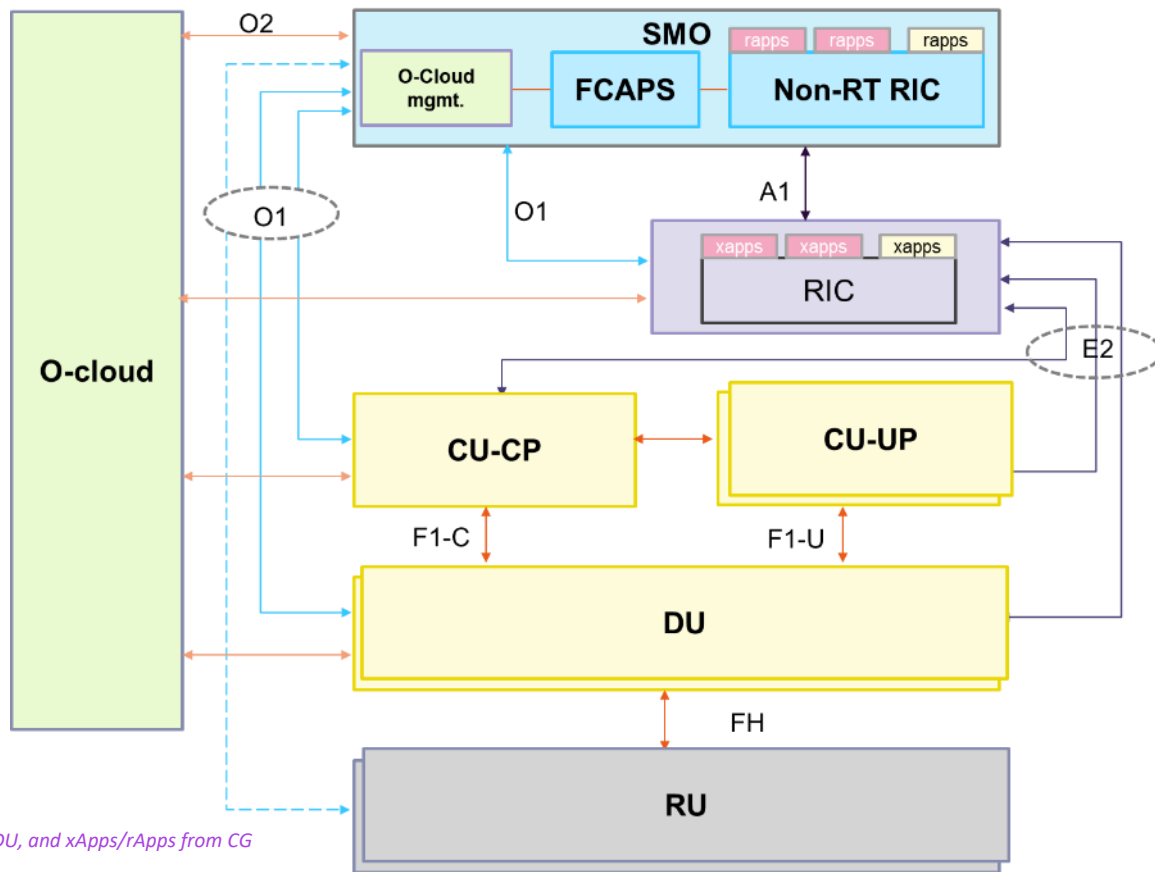 O2
SMO
rapps
rapps
rapps
O-Cloud
mgmt.
FCAPS
Non-RT RIC
O1
O1
A1
xapps
xapps
xapps
RIC
E2
O-cloud
CU-CP
CU-UP
F1-C
F1-U
DU
FH
RU
DU, and xApps/rApps from CG